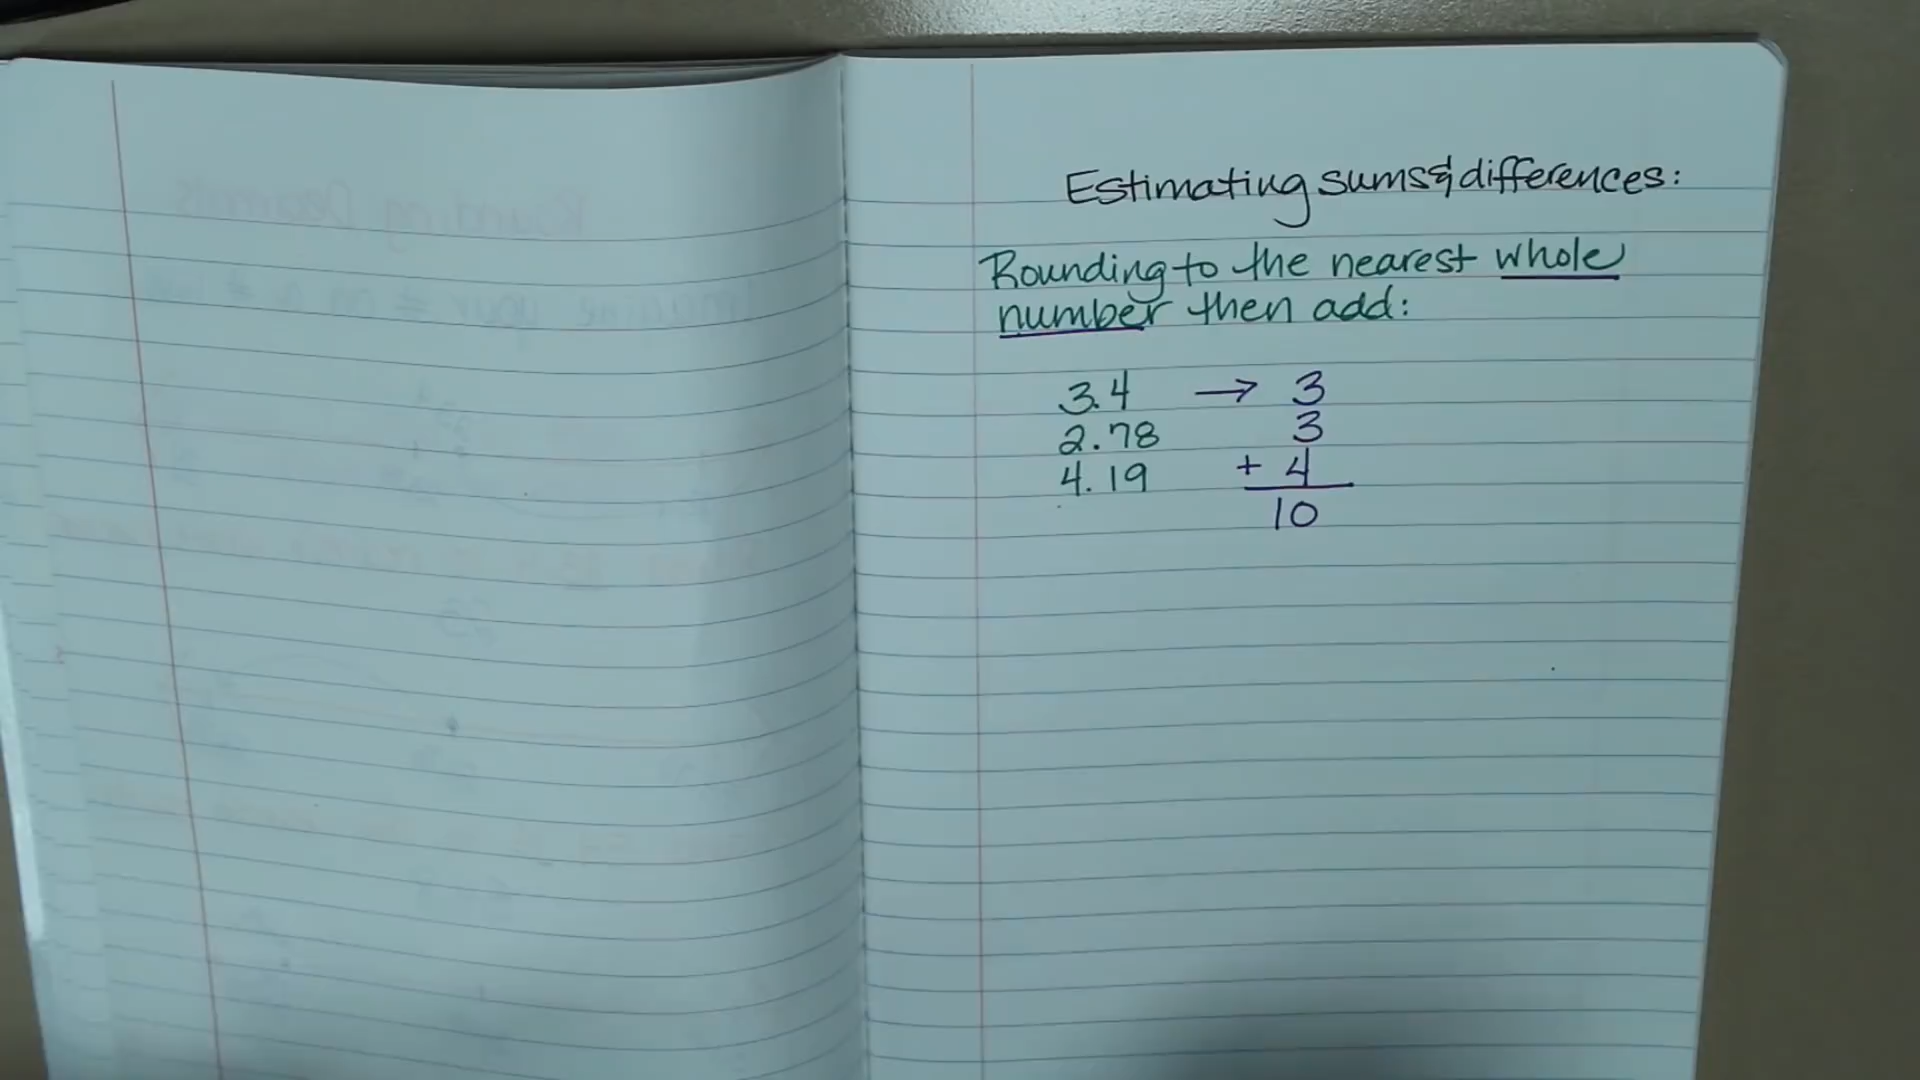 Estimating sums & differences:
Rounding to the nearest whole
number then add:
3.4 → 3
2.78 3
4.19 + 4
10